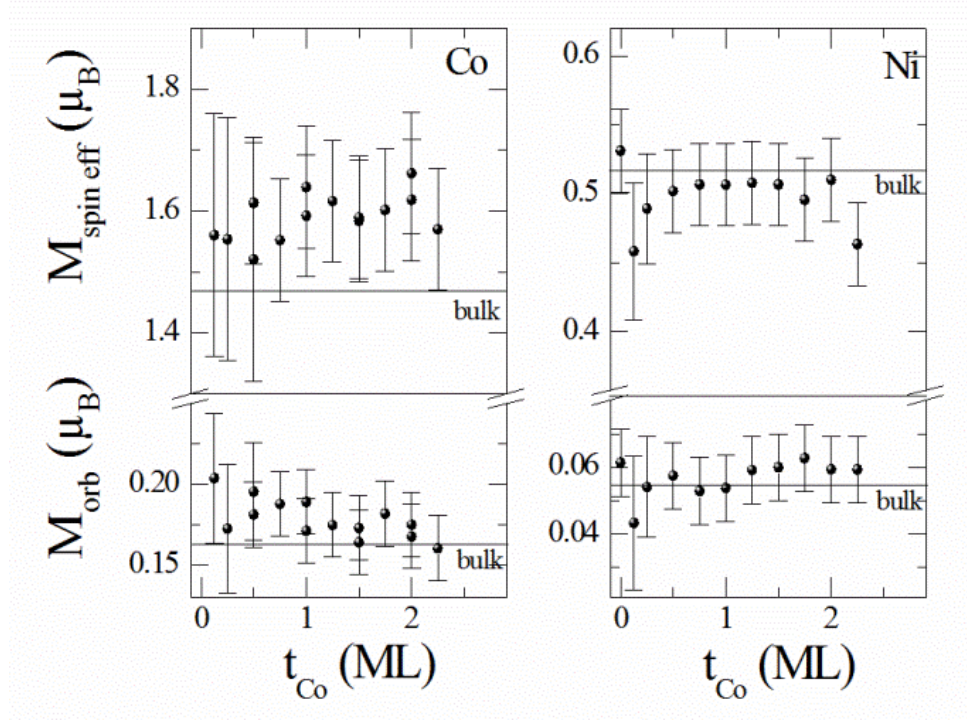 M_spin eff (μ_B)
Co
1.8
1.6
1.4
bulk
M_orb (μ_B)
0.20
0.15
bulk
0 1 2
t_Co (ML)
Ni
0.6
0.5
0.4
bulk
0.06
0.04
bulk
0 1 2
t_Co (ML)